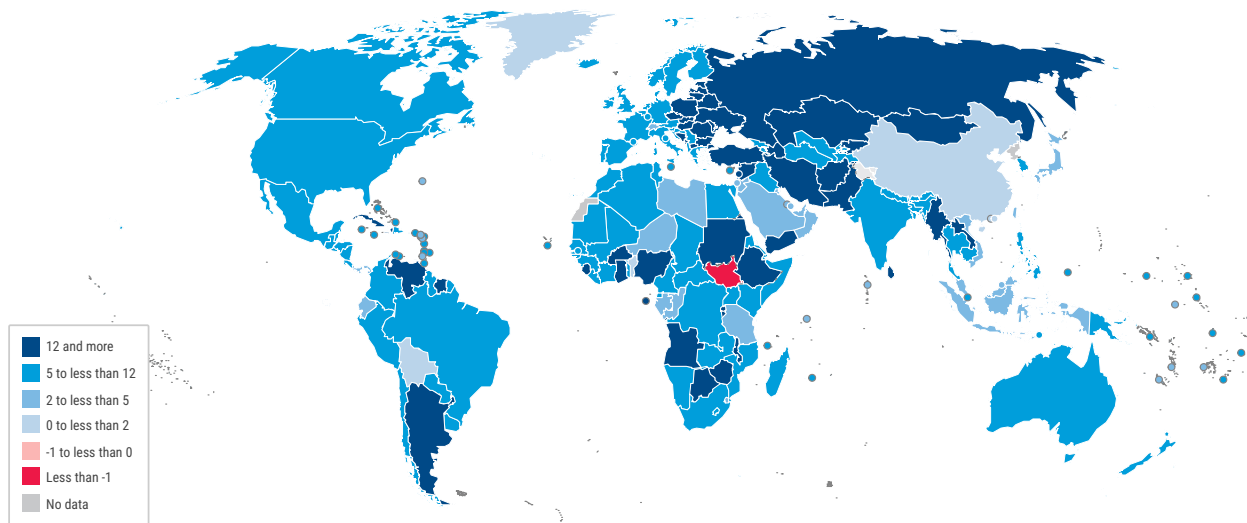 12 and more
5 to less than 12
2 to less than 5
0 to less than 2
-1 to less than 0
Less than -1
No data